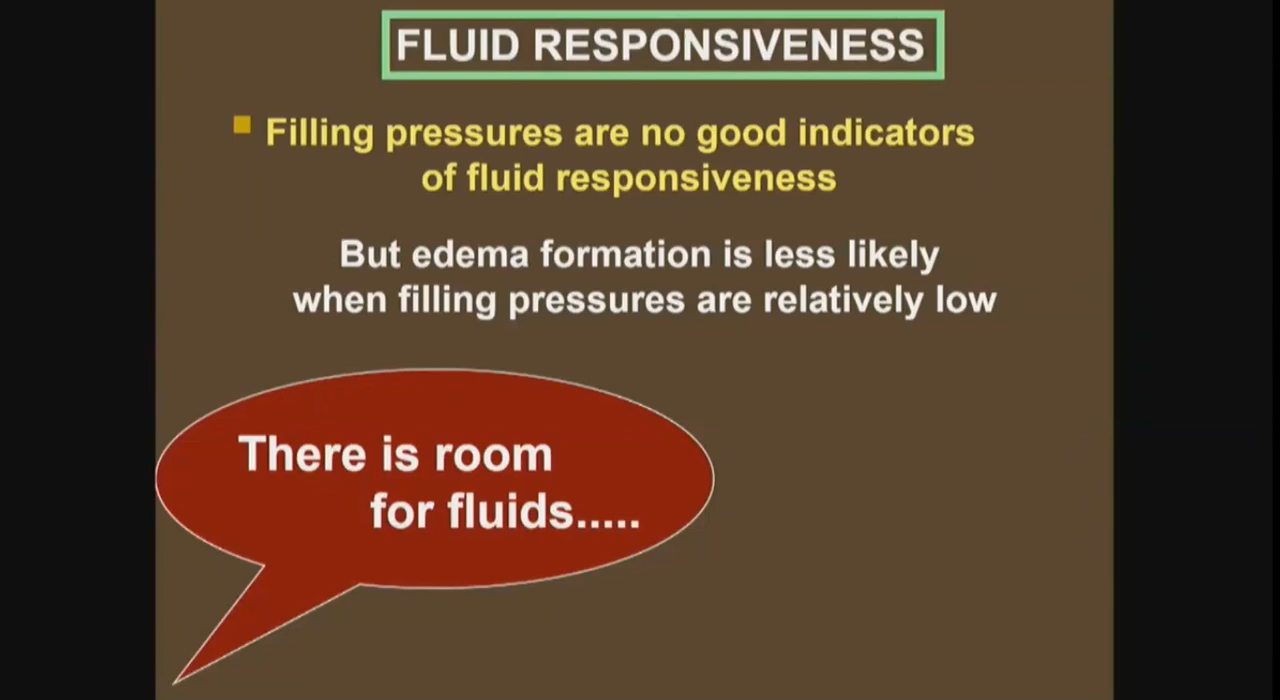 FLUID RESPONSIVENESS
Filling pressures are no good indicators
of fluid responsiveness
But edema formation is less likely
when filling pressures are relatively low
There is room
for fluids.....